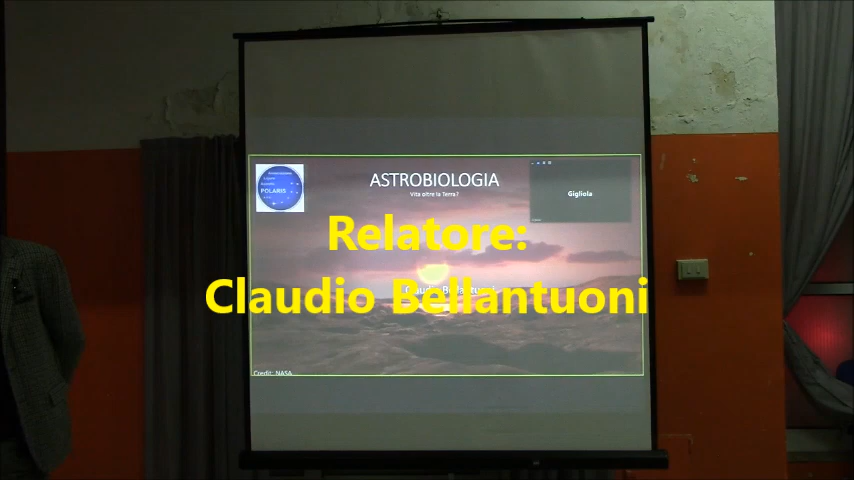 POLARIS
ASTROBIOLOGIA
Vita oltre la Terra?
Gigliola
Relatore:
Claudio Bellantuoni
Credit: NASA